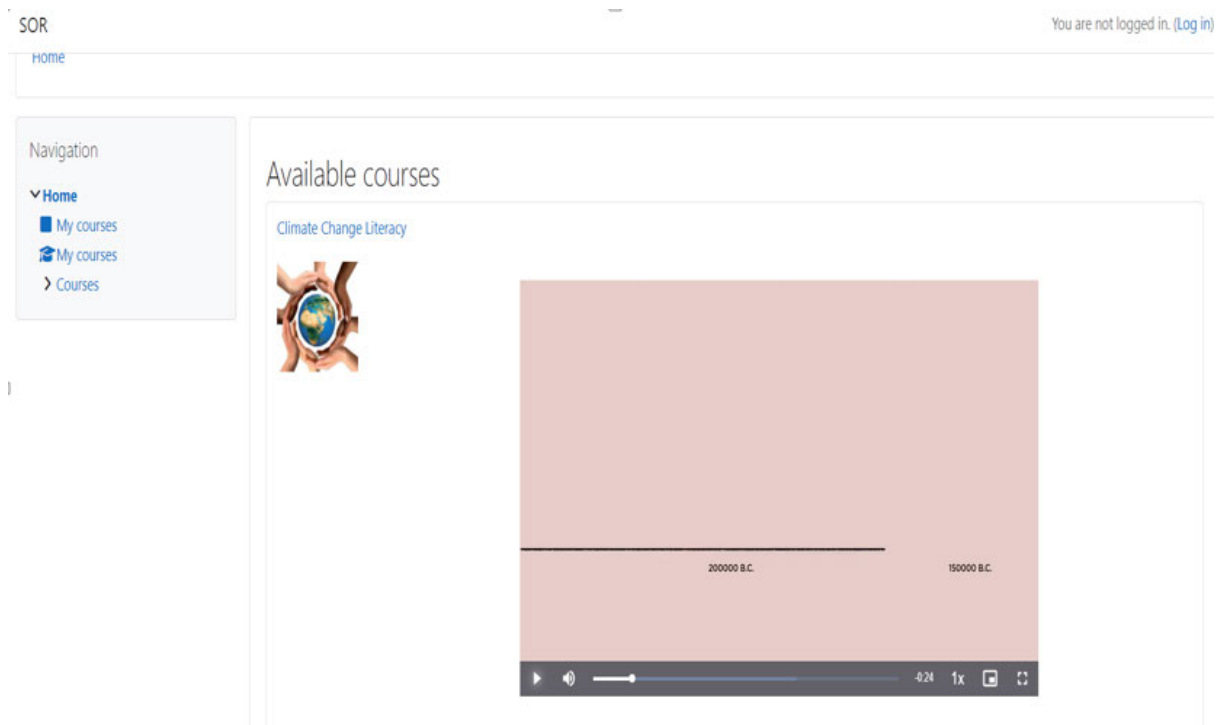 SOR
You are not logged in. (Log in)
Home
Navigation
Home
My courses
My courses
Courses
Available courses
Climate Change Literacy
200000 B.C.
150000 B.C.
-0:24
1x